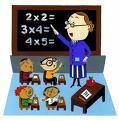 2x2=
3x4=
4x5=